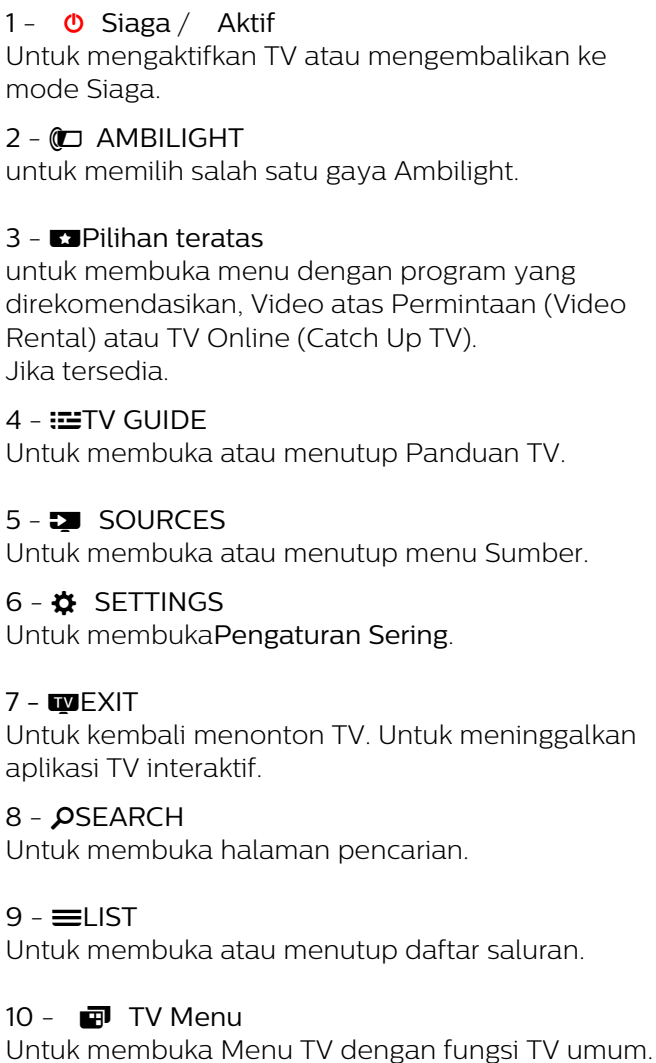 1 - Siaga / Aktif
Untuk mengaktifkan TV atau mengembalikan ke
mode Siaga.
2 - AMBILIGHT
untuk memilih salah satu gaya Ambilight.
3 - Pilihan teratas
untuk membuka menu dengan program yang
direkomendasikan, Video atas Permintaan (Video
Rental) atau TV Online (Catch Up TV).
Jika tersedia.
4 - TV GUIDE
Untuk membuka atau menutup Panduan TV.
5 - SOURCES
Untuk membuka atau menutup menu Sumber.
6 - SETTINGS
Untuk membukaPengaturan Sering.
7 - TV EXIT
Untuk kembali menonton TV. Untuk meninggalkan
aplikasi TV interaktif.
8 - SEARCH
Untuk membuka halaman pencarian.
9 - LIST
Untuk membuka atau menutup daftar saluran.
10 - TV Menu
Untuk membuka Menu TV dengan fungsi TV umum.